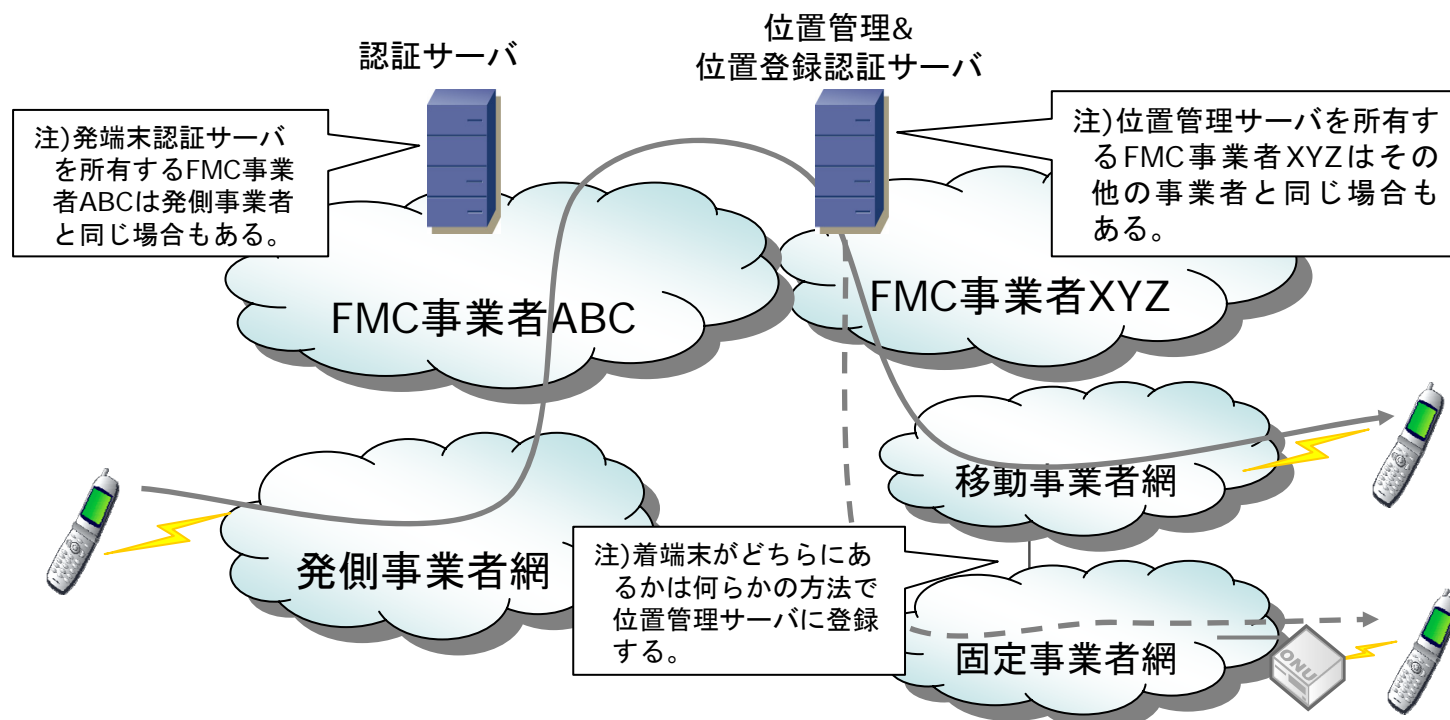 認証サーバ
位置管理&
位置登録認証サーバ
注)発端末認証サーバ
を所有するFMC事業
者ABCは発側事業者
と同じ場合もある。
注)位置管理サーバを所有す
るFMC事業者XYZはその
他の事業者と同じ場合も
ある。
FMC事業者ABC
FMC事業者XYZ
移動事業者網
発側事業者網
注)着端末がどちらにあ
るかは何らかの方法で
位置管理サーバに登録
する。
固定事業者網
ONU